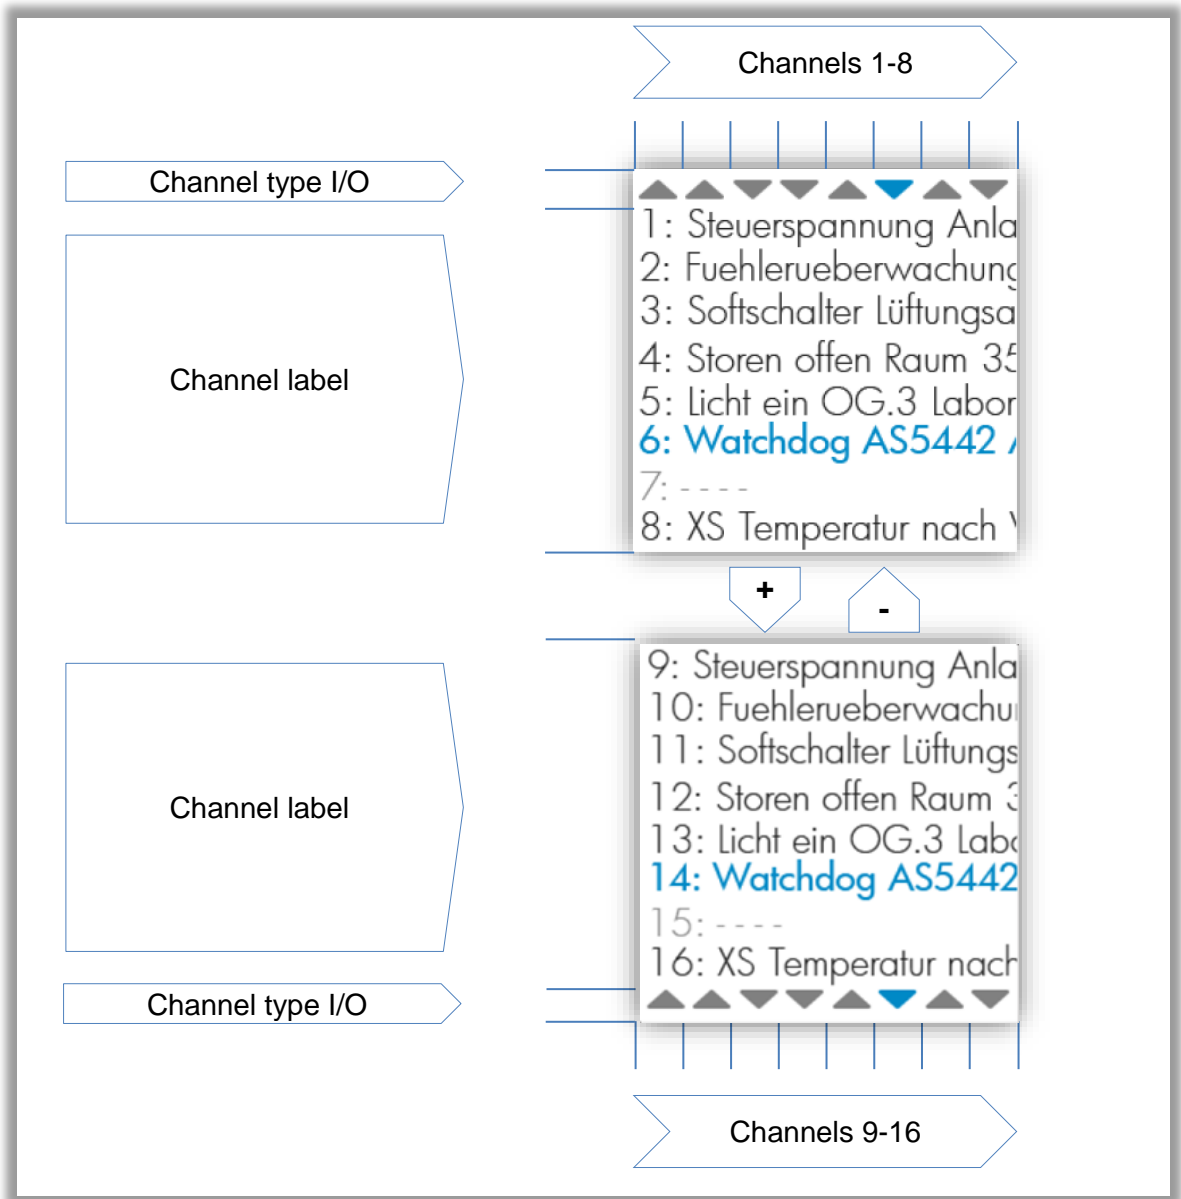 Channels 1-8
Channel type I/O
1: Steuerspannung Anla
2: Fuehlerueberwachung
3: Softschalter Lüftungsa
4: Storen offen Raum 35
Channel label
5: Licht ein OG.3 Labor
6: Watchdog AS5442
7: ----
8: XS Temperatur nach
+
-
9: Steuerspannung Anla
10: Fuehlerueberwachu
11: Softschalter Lüftungs
12: Storen offen Raum 3
Channel label
13: Licht ein OG.3 Labo
14: Watchdog AS5442
15: ----
16: XS Temperatur nach
Channel type I/O
Channels 9-16